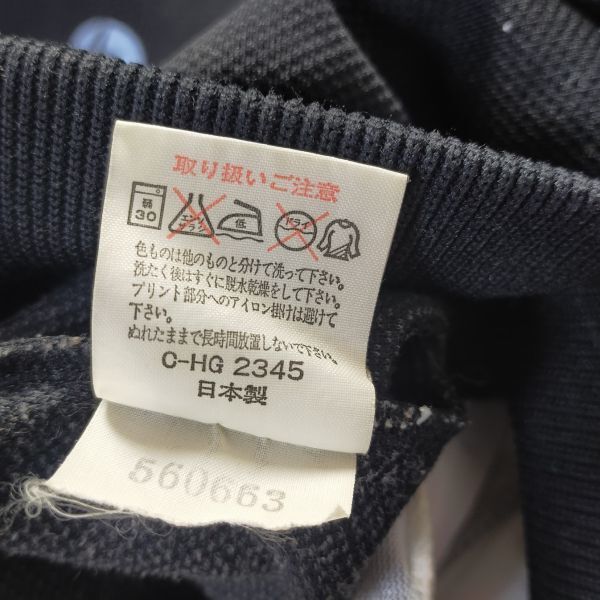 取り扱いご注意
弱 30 エンソ サラシ 低 ドライ
色ものは他のものと分けて洗って下さい。
洗たく後はすぐに脱水乾燥をして下さい。
プリント部分へのアイロン掛けは避けて
下さい。
ぬれたままで長時間放置しないで下さい。
C-HG 2345
日本製
560663